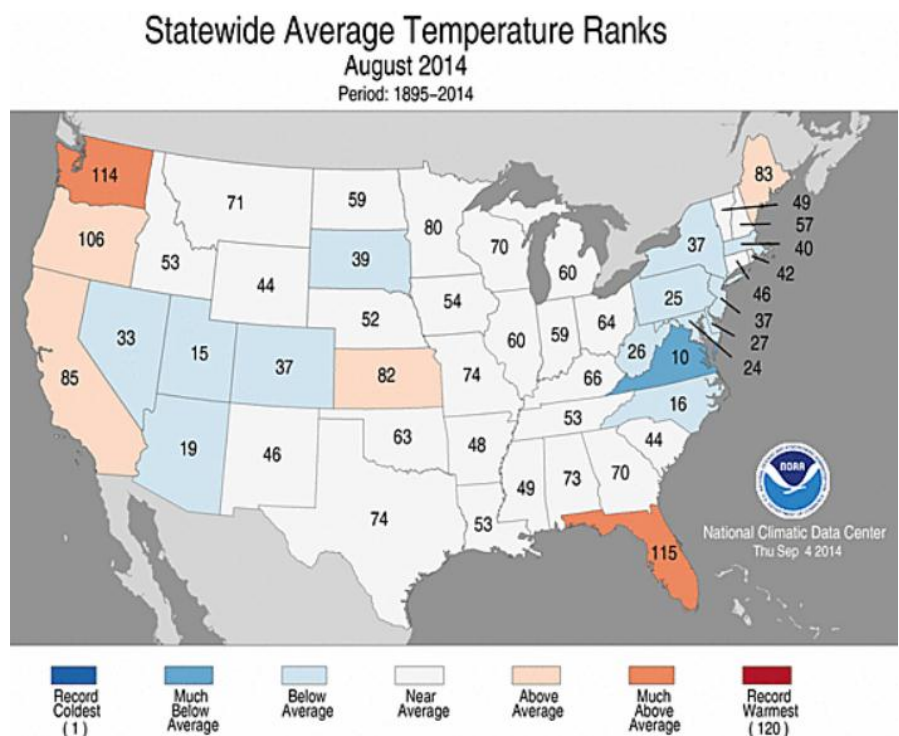 Statewide Average Temperature Ranks
August 2014
Period: 1895–2014
114
71
59
80
83
49
106
53
39
70
37
57
44
60
40
52
54
25
42
33
15
37
60
59
64
26
46
85
82
74
66
10
37
27
19
46
63
48
53
16
24
49
73
70
44
74
53
115
NOAA
National Climatic Data Center
Thu Sep 4 2014
Record
Coldest
(1)
Much
Below
Average
Below
Average
Near
Average
Above
Average
Much
Above
Average
Record
Warmest
(120)